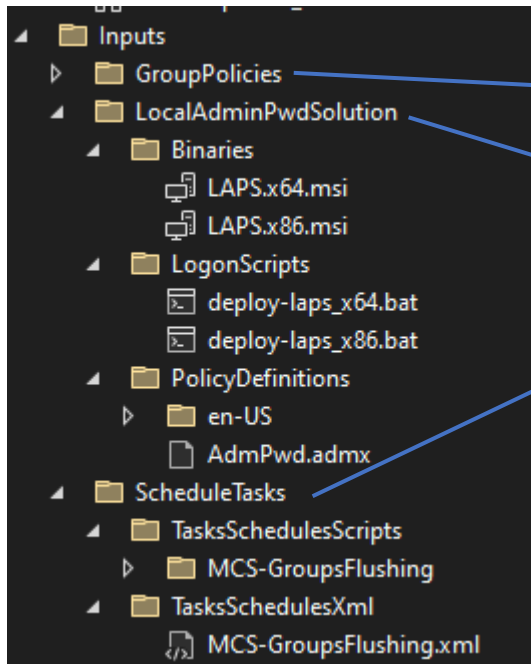 Inputs
GroupPolicies
LocalAdminPwdSolution
Binaries
LAPS.x64.msi
LAPS.x86.msi
LogonScripts
deploy-laps_x64.bat
deploy-laps_x86.bat
PolicyDefinitions
en-US
AdmPwd.admx
ScheduleTasks
TasksSchedulesScripts
MCS-GroupsFlushing
TasksSchedulesXml
MCS-GroupsFlushing.xml